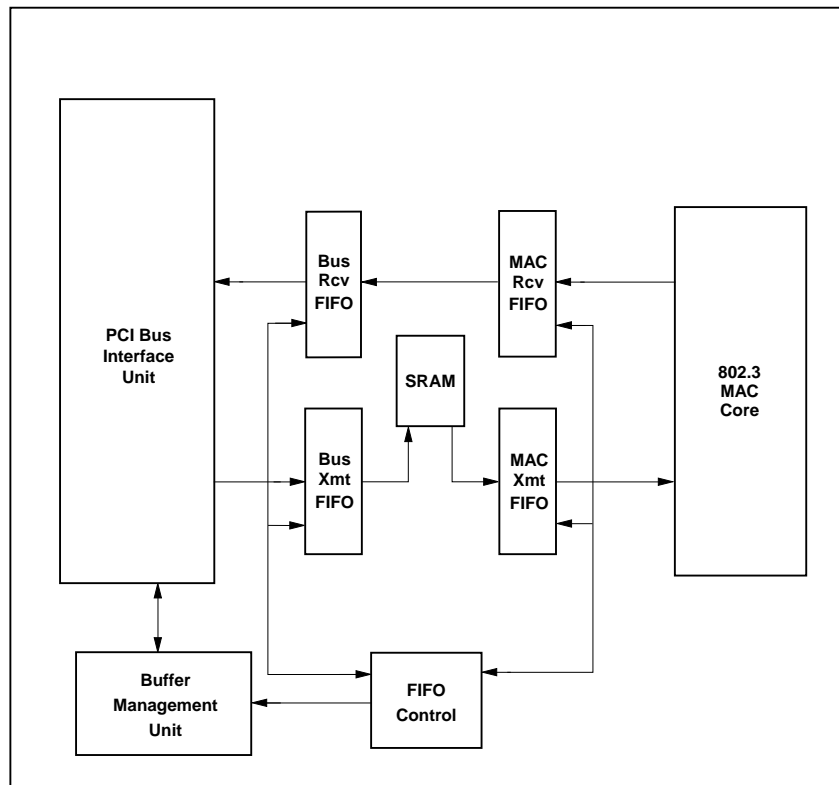 Bus
Rcv
FIFO
MAC
Rcv
FIFO
PCI Bus
Interface
Unit
SRAM
802.3
MAC
Core
Bus
Xmt
FIFO
MAC
Xmt
FIFO
Buffer
Management
Unit
FIFO
Control